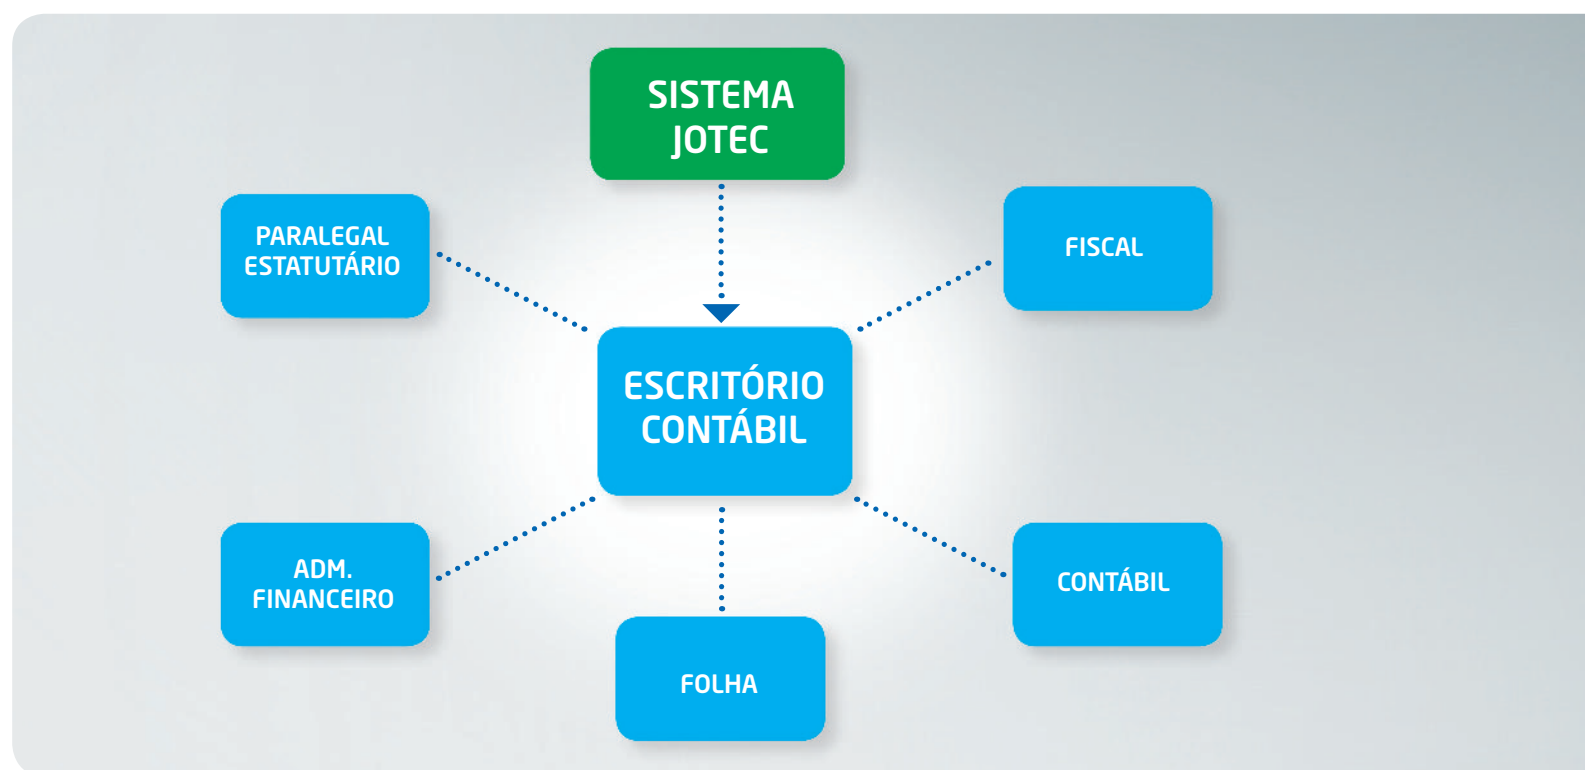 SISTEMA
JOTEC
PARALEGAL
ESTATUTÁRIO
FISCAL
ESCRITÓRIO
CONTÁBIL
ADM.
FINANCEIRO
CONTÁBIL
FOLHA